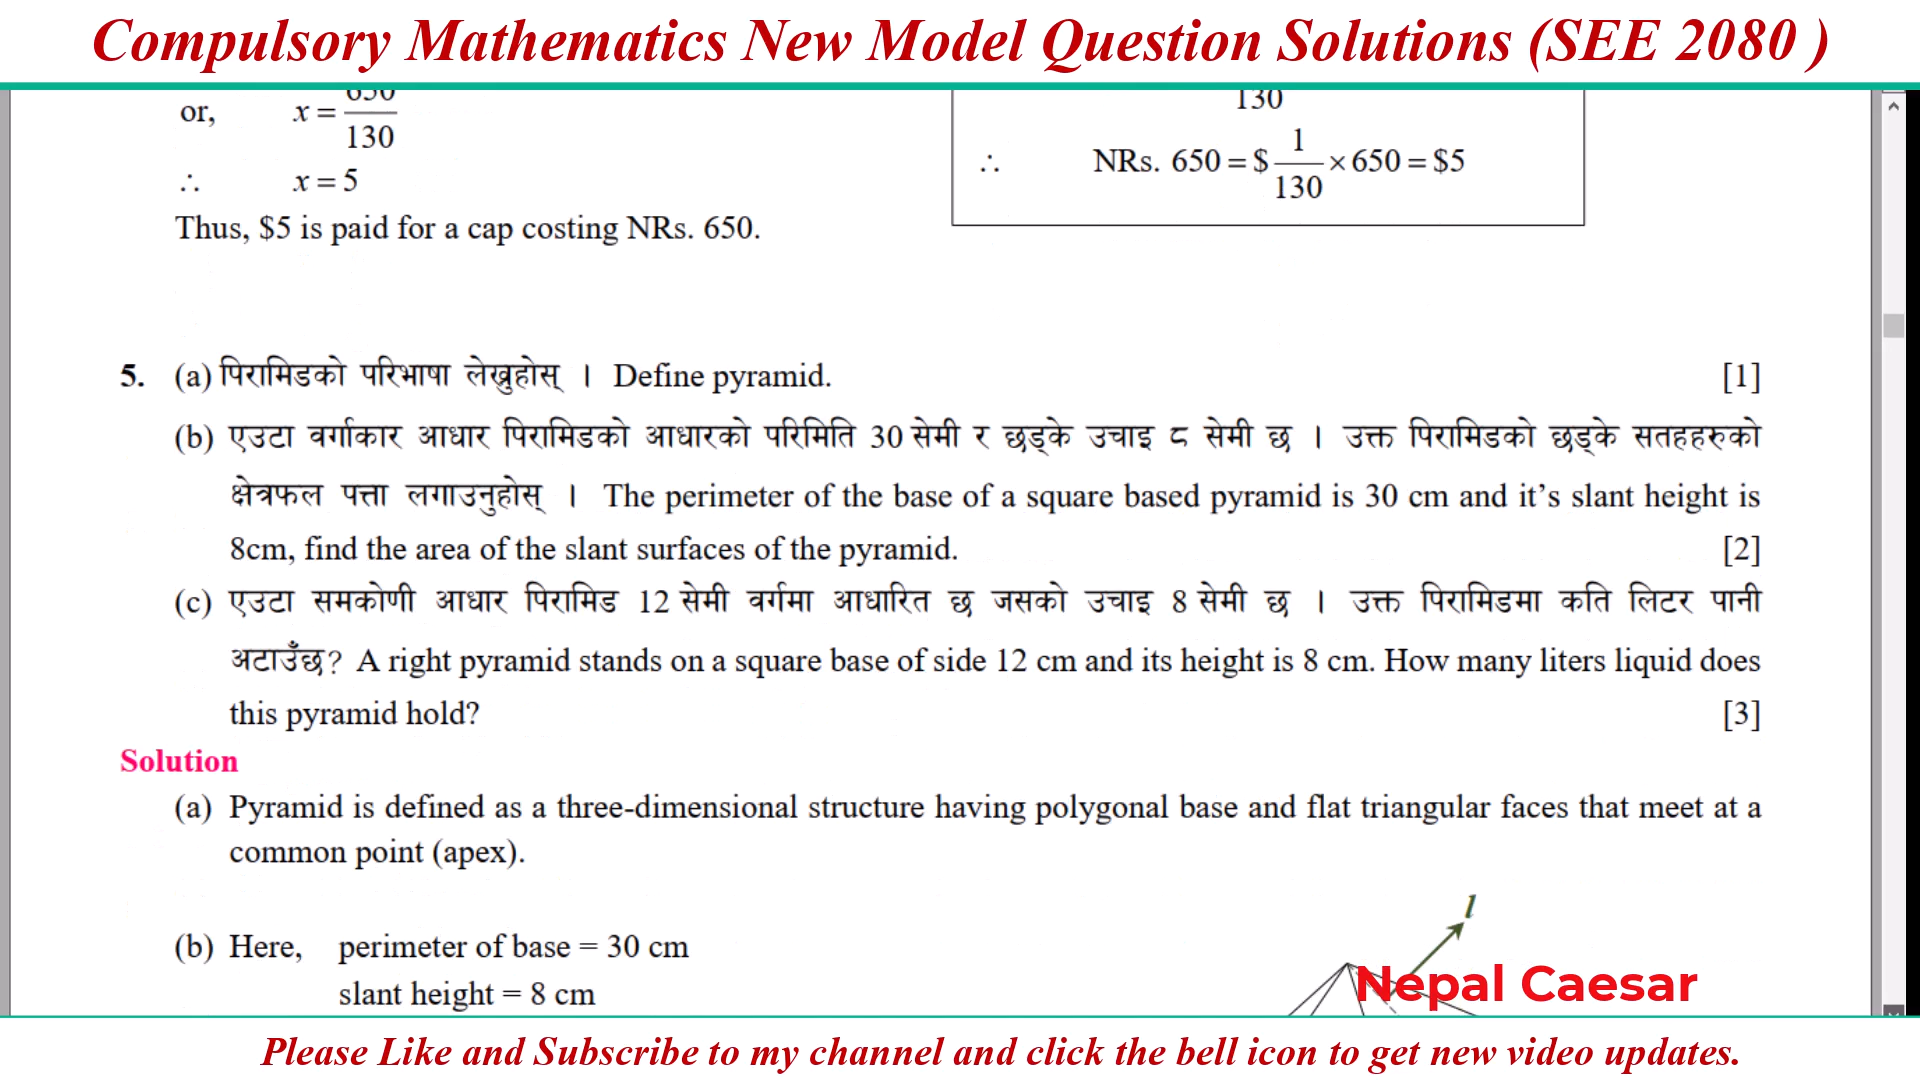 Compulsory Mathematics New Model Question Solutions (SEE 2080 )
or, x = 650/130
130
∴ x = 5
∴ NRs. 650 = $ 1/130 × 650 = $5
Thus, $5 is paid for a cap costing NRs. 650.
5. (a) पिरामिडको परिभाषा लेख्नुहोस् । Define pyramid. [1]
(b) एउटा वर्गाकार आधार पिरामिडको आधारको परिमिति 30 सेमी र छड्के उचाइ ८ सेमी छ । उक्त पिरामिडको छड्के सतहहरुको
क्षेत्रफल पत्ता लगाउनुहोस् । The perimeter of the base of a square based pyramid is 30 cm and it’s slant height is
8cm, find the area of the slant surfaces of the pyramid. [2]
(c) एउटा समकोणी आधार पिरामिड 12 सेमी वर्गमा आधारित छ जसको उचाइ 8 सेमी छ । उक्त पिरामिडमा कति लिटर पानी
अटाउँछ? A right pyramid stands on a square base of side 12 cm and its height is 8 cm. How many liters liquid does
this pyramid hold? [3]
Solution
(a) Pyramid is defined as a three-dimensional structure having polygonal base and flat triangular faces that meet at a
common point (apex).
l
(b) Here, perimeter of base = 30 cm
slant height = 8 cm
Nepal Caesar
Please Like and Subscribe to my channel and click the bell icon to get new video updates.